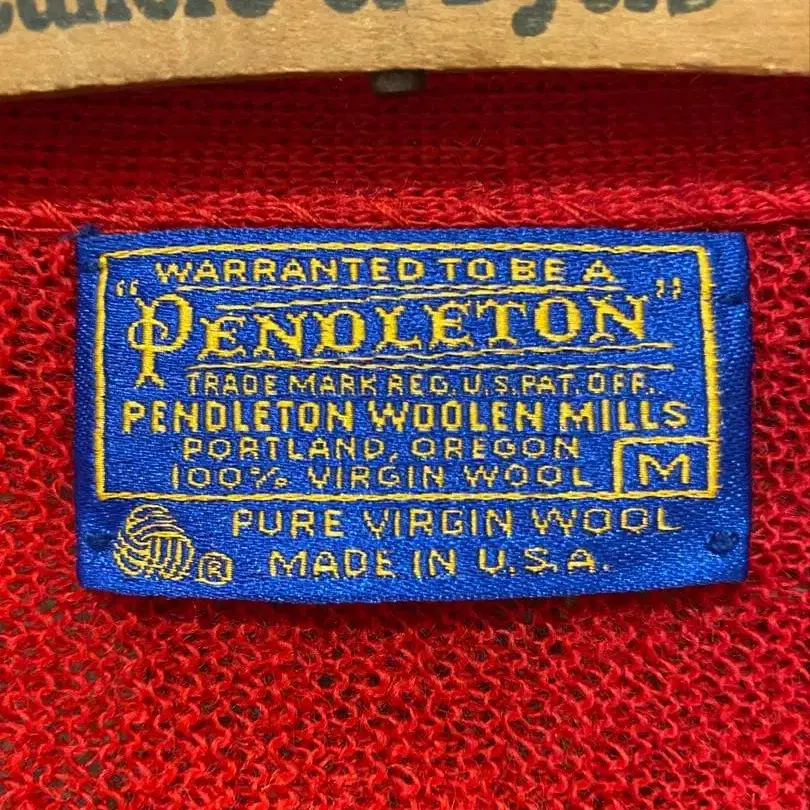 & Dyers
WARRANTED TO BE A
"PENDLETON"
TRADE MARK REG. U.S. PAT. OFF.
PENDLETON WOOLEN MILLS
PORTLAND, OREGON
100% VIRGIN WOOL M
PURE VIRGIN WOOL
® MADE IN U.S.A.